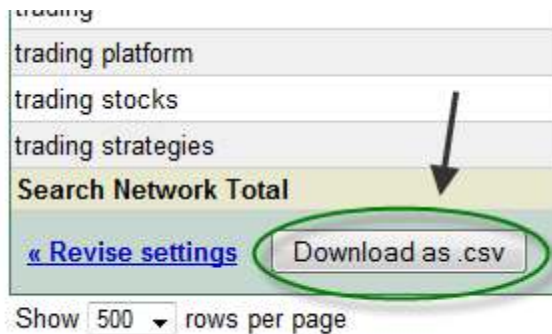 trading
trading platform
trading stocks
trading strategies
Search Network Total
« Revise settings Download as .csv
Show 500 rows per page